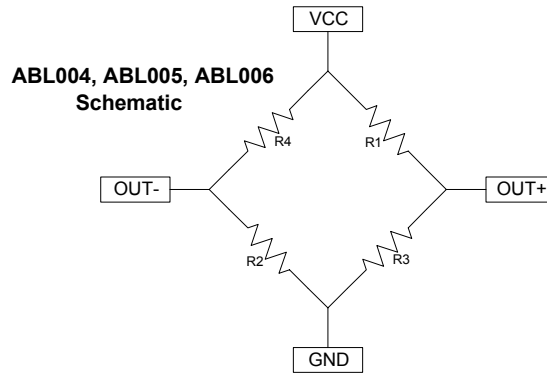 VCC
ABL004, ABL005, ABL006
Schematic
R4
R1
OUT-
OUT+
R2
R3
GND